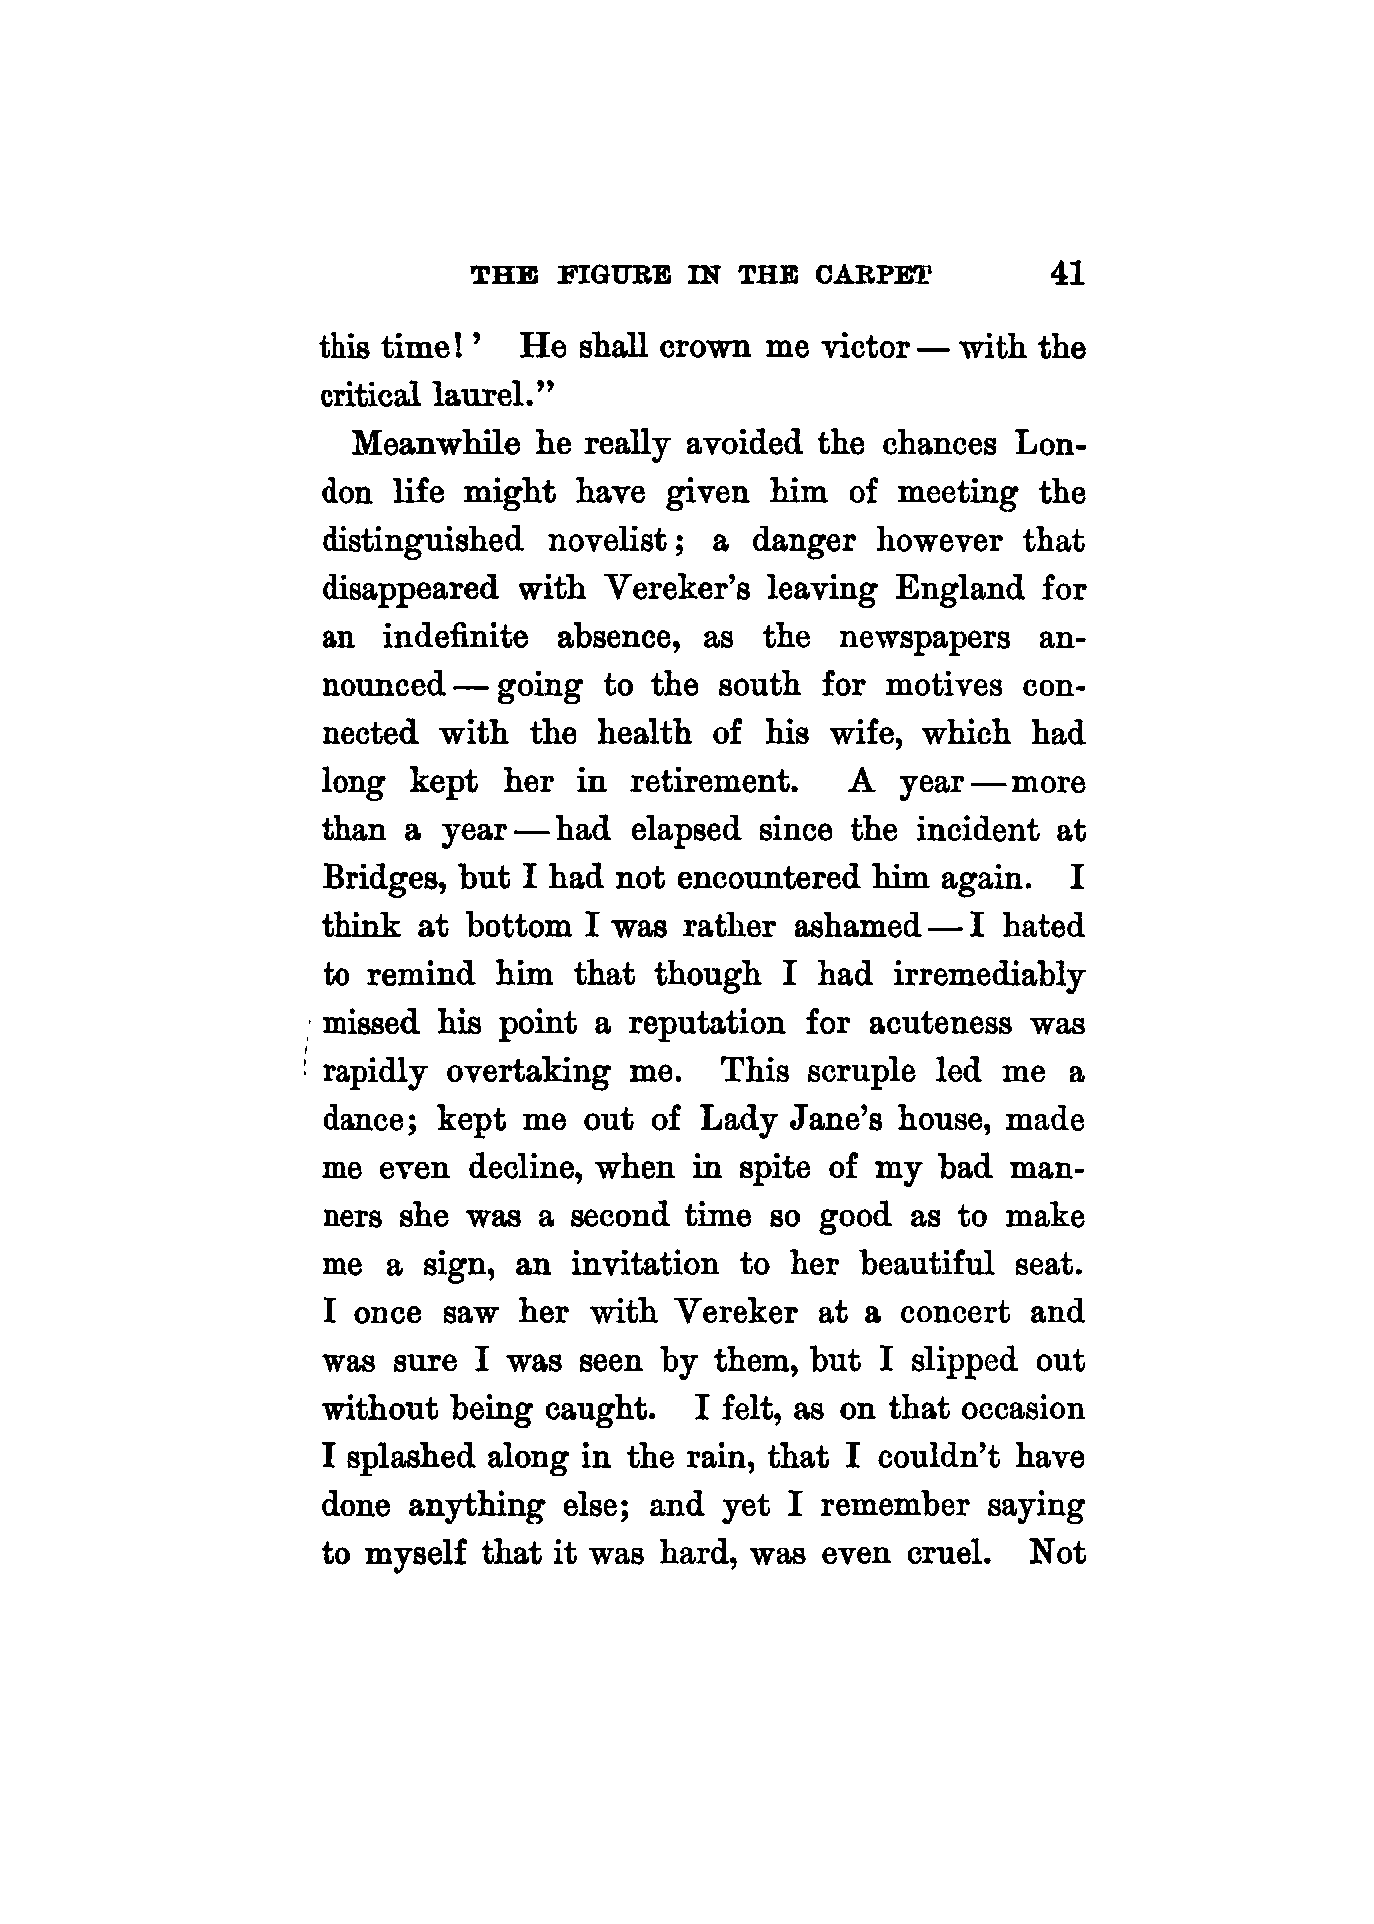 THE FIGURE IN THE CARPET 41
this time!’ He shall crown me victor — with the
critical laurel.”
Meanwhile he really avoided the chances Lon-
don life might have given him of meeting the
distinguished novelist; a danger however that
disappeared with Vereker’s leaving England for
an indefinite absence, as the newspapers an-
nounced — going to the south for motives con-
nected with the health of his wife, which had
long kept her in retirement. A year — more
than a year — had elapsed since the incident at
Bridges, but I had not encountered him again. I
think at bottom I was rather ashamed — I hated
to remind him that though I had irremediably
missed his point a reputation for acuteness was
rapidly overtaking me. This scruple led me a
dance; kept me out of Lady Jane’s house, made
me even decline, when in spite of my bad man-
ners she was a second time so good as to make
me a sign, an invitation to her beautiful seat.
I once saw her with Vereker at a concert and
was sure I was seen by them, but I slipped out
without being caught. I felt, as on that occasion
I splashed along in the rain, that I couldn’t have
done anything else; and yet I remember saying
to myself that it was hard, was even cruel. Not